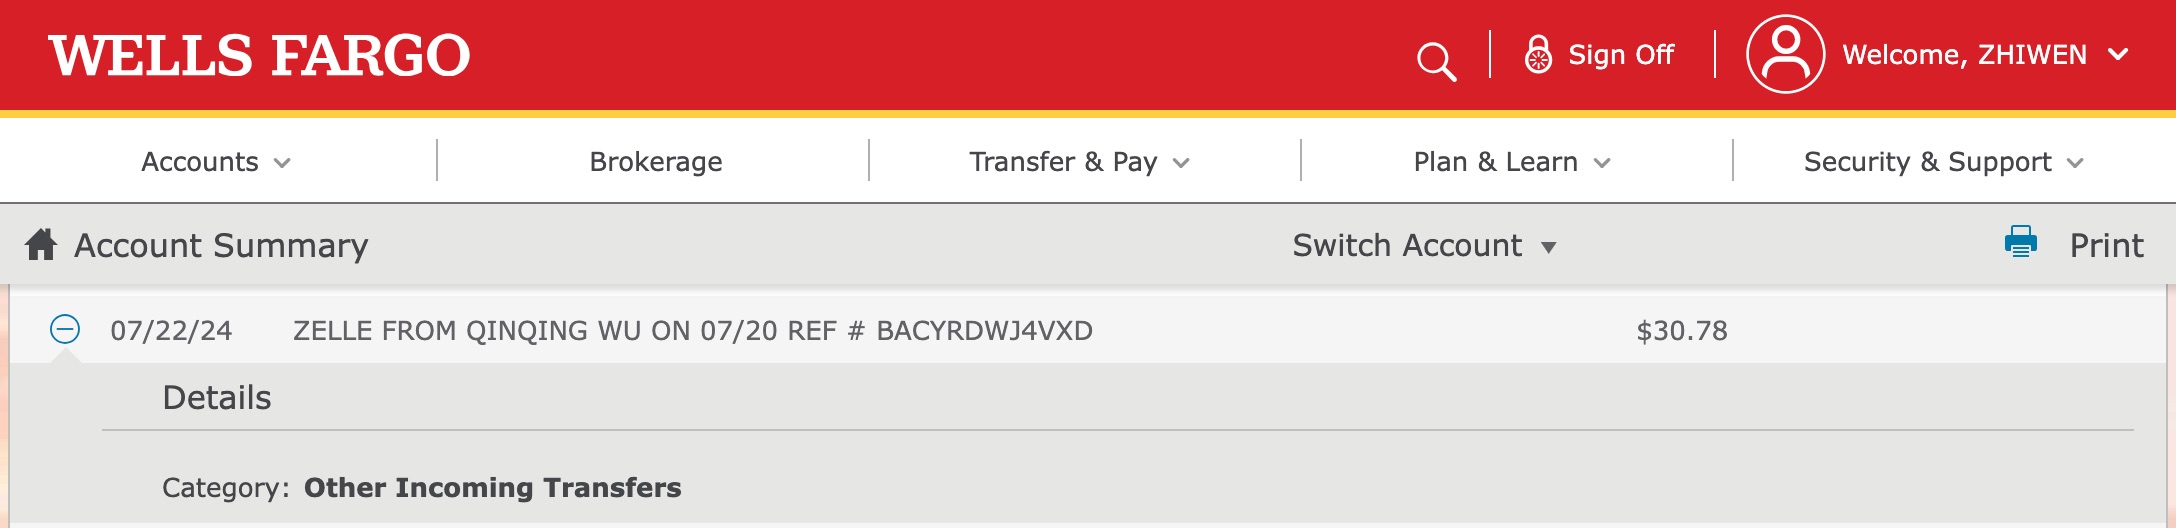 WELLS FARGO
Sign Off
Welcome, ZHIWEN
Accounts
Brokerage
Transfer & Pay
Plan & Learn
Security & Support
Account Summary
Switch Account
Print
07/22/24 ZELLE FROM QINQING WU ON 07/20 REF # BACYRDWJ4VXD $30.78
Details
Category: Other Incoming Transfers